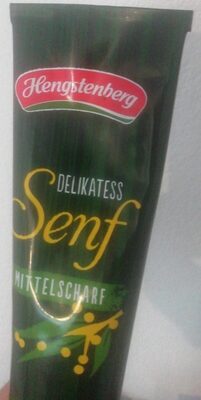 Hengstenberg
DELIKATESS
Senf
MITTELSCHARF